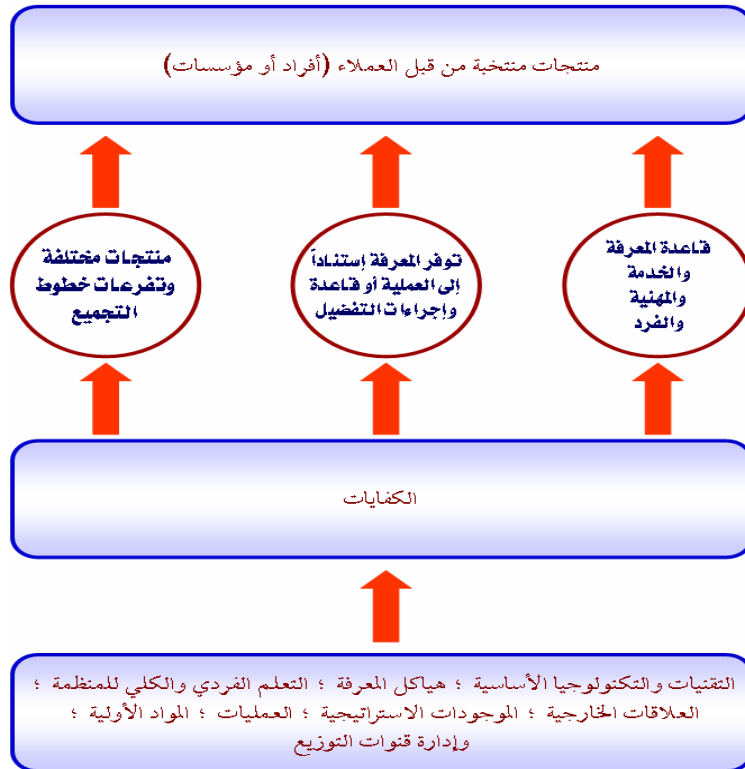 منتجات منتخبة من قبل العملاء (أفراد أو مؤسسات)
قاعدة المعرفة
والخدمة
والمهنية
والفرد
توفر المعرفة إستناداً
إلى العملية أو قاعدة
وإجراءات التفضيل
منتجات مختلفة
وتفرعات خطوط
التجميع
الكفايات
التقنيات والتكنولوجيا الأساسية ؛ هياكل المعرفة ؛ التعلم الفردي والكلي للمنظمة ؛
العلاقات الخارجية ؛ الموجودات الاستراتيجية ؛ العمليات ؛ المواد الأولية ؛
وإدارة قنوات التوزيع